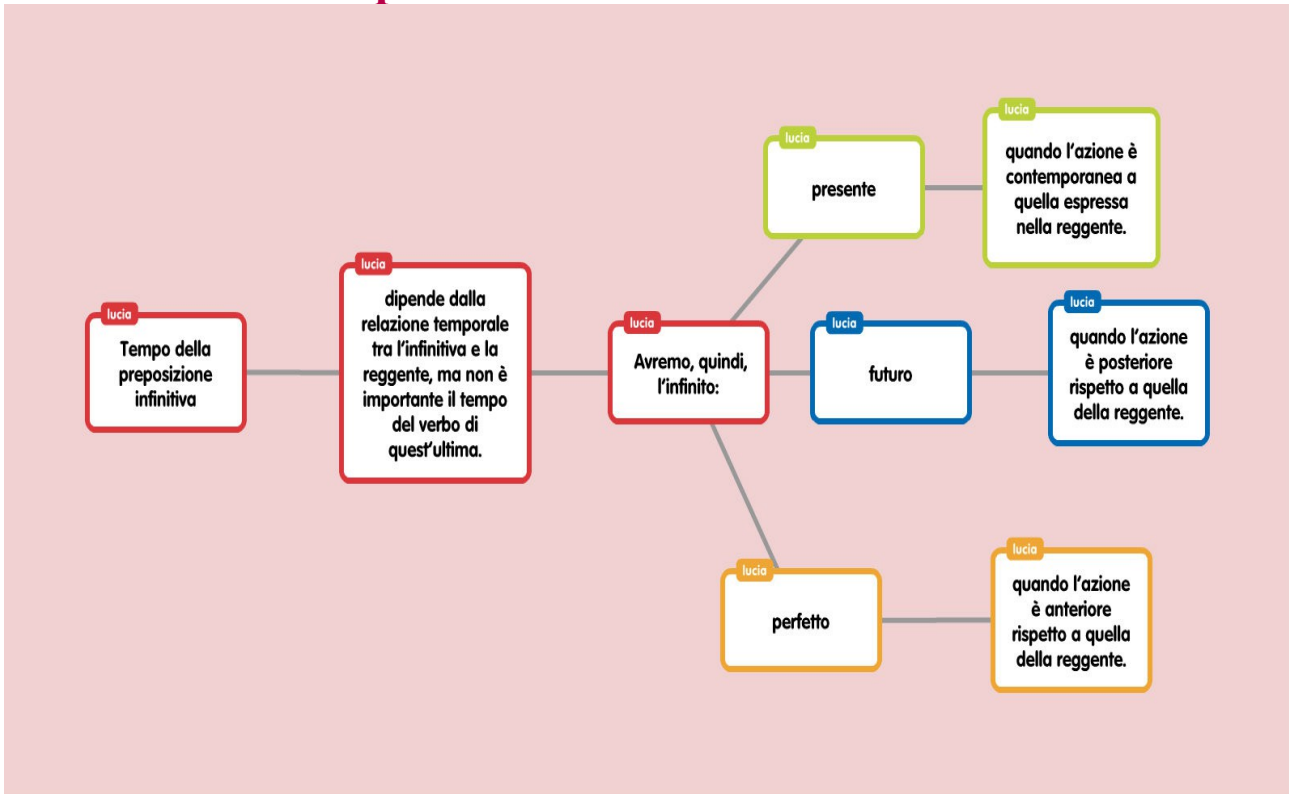 lucia
Tempo della
preposizione
infinitiva
lucia
dipende dalla
relazione temporale
tra l'infinitiva e la
reggente, ma non è
importante il tempo
del verbo di
quest'ultima.
lucia
Avremo, quindi,
l'infinito:
lucia
presente
lucia
quando l'azione è
contemporanea a
quella espressa
nella reggente.
lucia
futuro
lucia
quando l'azione
è posteriore
rispetto a quella
della reggente.
lucia
perfetto
lucia
quando l'azione
è anteriore
rispetto a quella
della reggente.